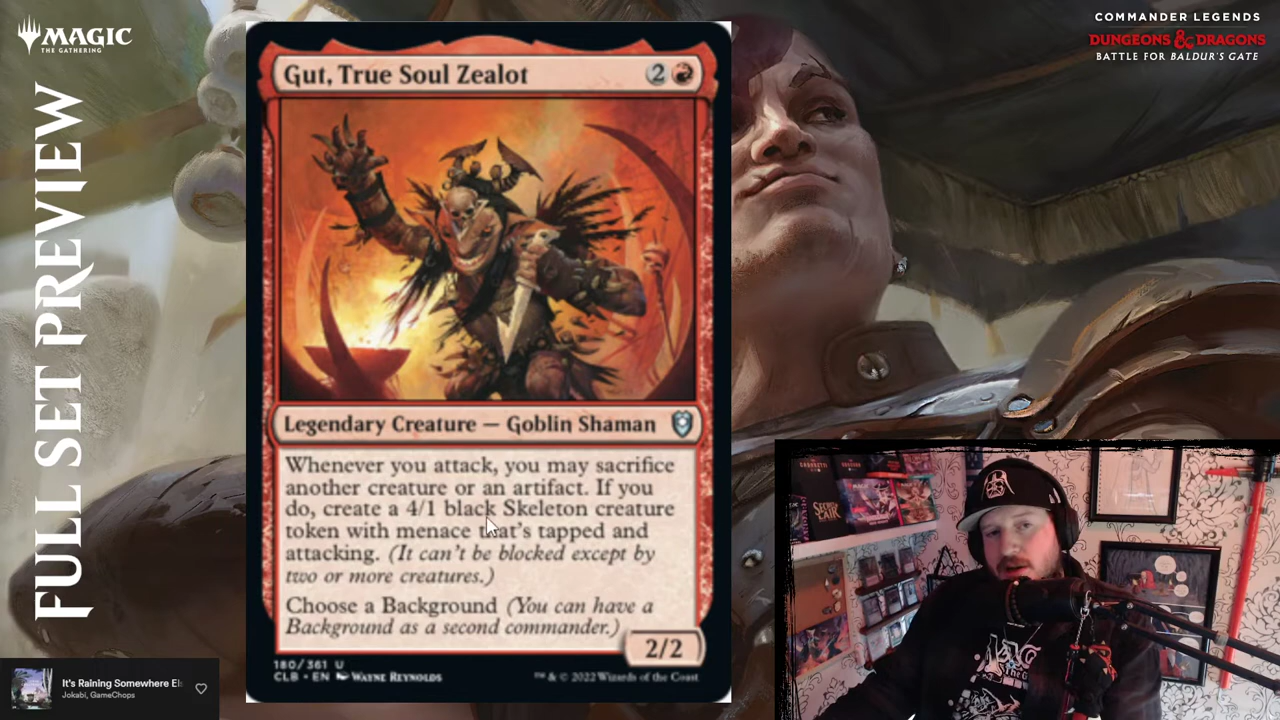 MAGIC
THE GATHERING
FULL SET PREVIEW
COMMANDER LEGENDS
DUNGEONS & DRAGONS
BATTLE FOR BALDUR'S GATE
Gut, True Soul Zealot 2
Legendary Creature — Goblin Shaman
Whenever you attack, you may sacrifice
another creature or an artifact. If you
do, create a 4/1 black Skeleton creature
token with menace that's tapped and
attacking. (It can't be blocked except by
two or more creatures.)
Choose a Background (You can have a
Background as a second commander.)
2/2
180/361 U
CLB • EN WAYNE REYNOLDS
™ & © 2022 Wizards of the Coast
It's Raining Somewhere El
Jokabi, GameChops
SECRET
LAIR
MAGIC